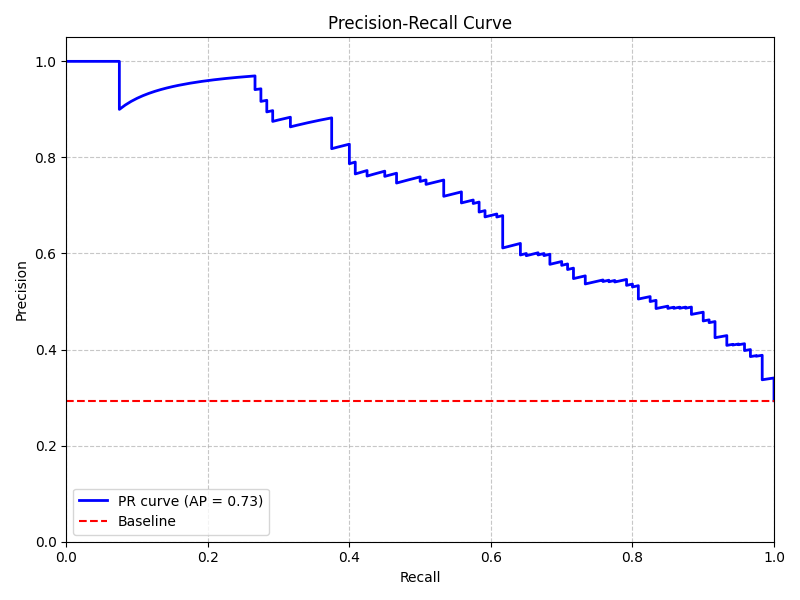 Precision-Recall Curve
1.0
0.8
0.6
0.4
0.2
0.0
Precision
PR curve (AP = 0.73)
Baseline
0.0 0.2 0.4 0.6 0.8 1.0
Recall